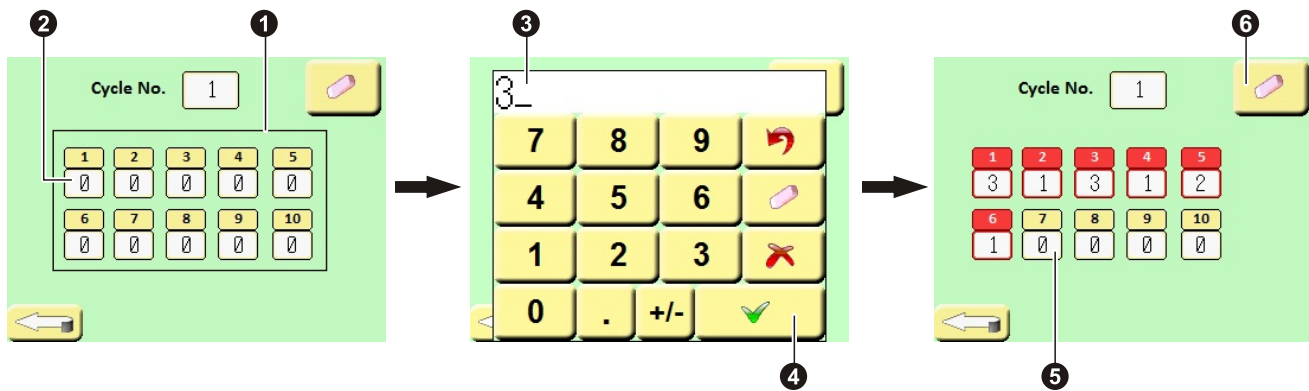 2 1 3 6
Cycle No. 1
1 2 3 4 5
0 0 0 0 0
6 7 8 9 10
0 0 0 0 0
3_
7 8 9
4 5 6
1 2 3
0 . +/-
4
Cycle No. 1
1 2 3 4 5
3 1 3 1 2
6 7 8 9 10
1 0 0 0 0
5